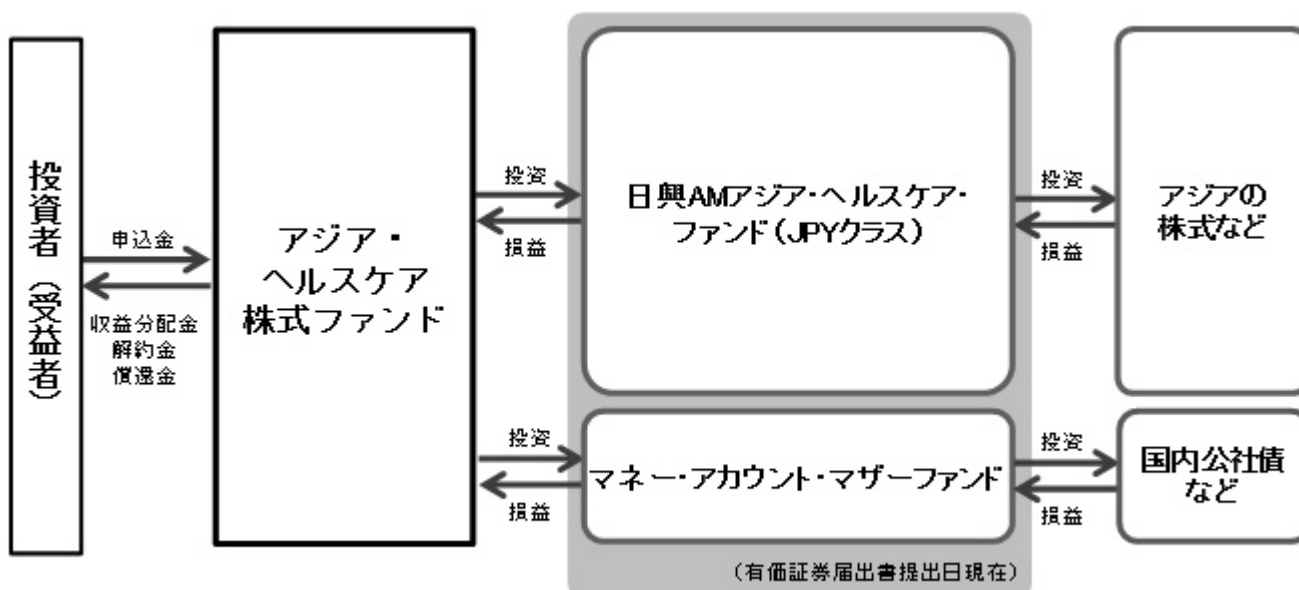 投資者（受益者）
申込金
収益分配金
解約金
償還金
アジア・
ヘルスケア
株式ファンド
投資
損益
日興AMアジア・ヘルスケア・
ファンド（JPYクラス）
投資
損益
アジアの
株式など
投資
損益
マネー・アカウント・マザーファンド
投資
損益
国内公社債
など
（有価証券届出書提出日現在）